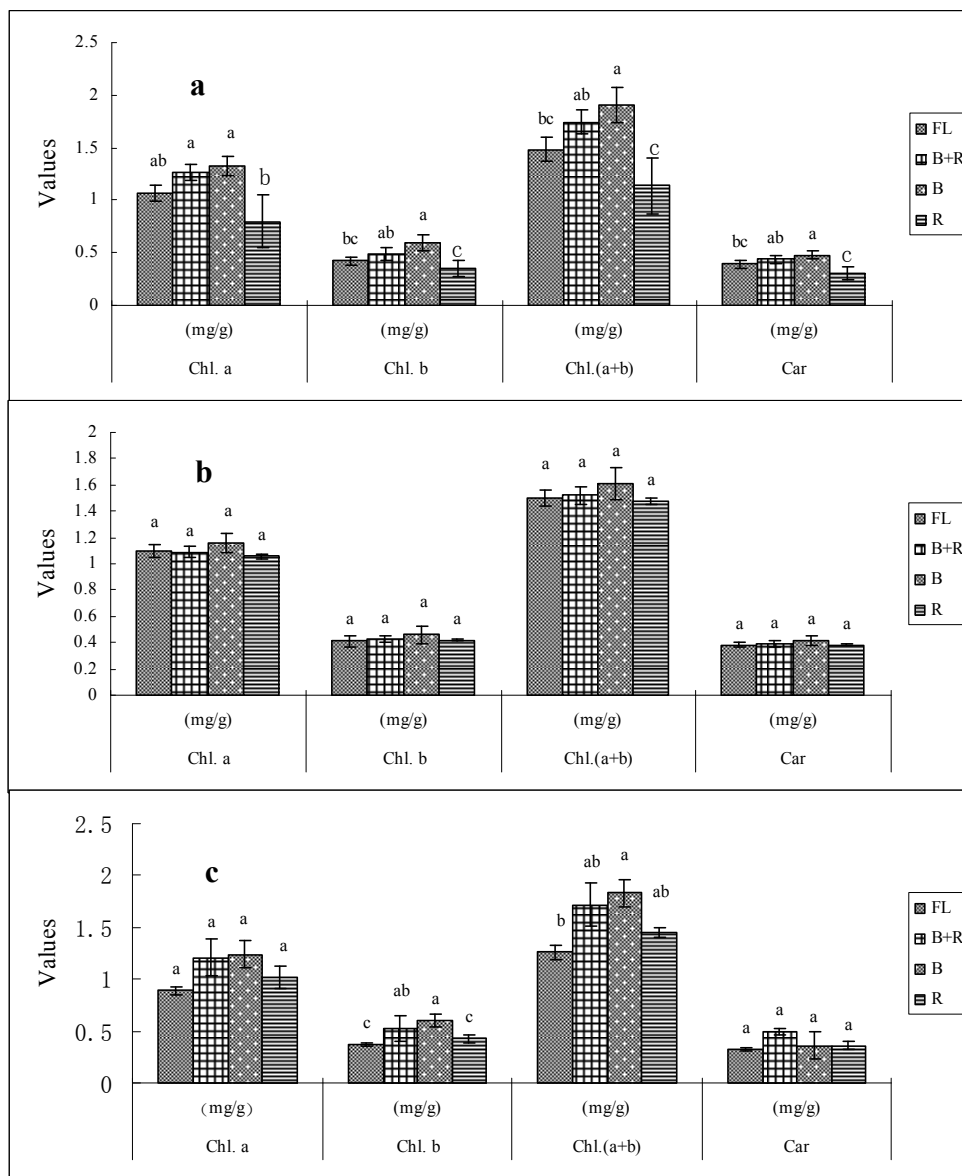 2.5
2
1.5
1
0.5
0
Values
a
ab a a b
bc ab a c
bc ab a c
bc ab a c
(mg/g) (mg/g) (mg/g) (mg/g)
Chl. a Chl. b Chl.(a+b) Car
FL
B+R
B
R
2
1.8
1.6
1.4
1.2
1
0.8
0.6
0.4
0.2
0
Values
b
a a a a
a a a a
a a a a
a a a a
(mg/g) (mg/g) (mg/g) (mg/g)
Chl. a Chl. b Chl.(a+b) Car
FL
B+R
B
R
2.5
2
1.5
1
0.5
0
Values
c
a a a a
c ab a c
b ab a ab
a a a a
(mg/g) (mg/g) (mg/g) (mg/g)
Chl. a Chl. b Chl.(a+b) Car
FL
B+R
B
R